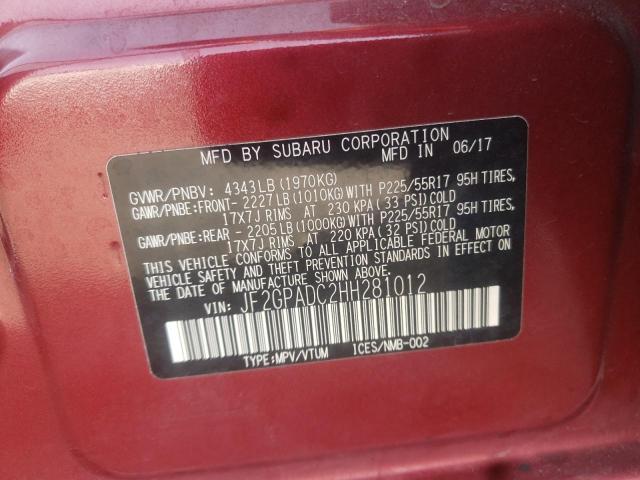 MFD BY SUBARU CORPORATION
MFD IN 06/17
GVWR/PNBV: 4343LB(1970KG)
GAWR/PNBE:FRONT- 2227LB(1010KG)WITH P225/55R17 95H TIRES,
17X7J RIMS AT 230 KPA(33 PSI)COLD
GAWR/PNBE:REAR - 2205LB(1000KG)WITH P225/55R17 95H TIRES,
17X7J RIMS AT 220 KPA(32 PSI)COLD
THIS VEHICLE CONFORMS TO ALL APPLICABLE FEDERAL MOTOR
VEHICLE SAFETY AND THEFT PREVENTION STANDARDS IN EFFECT ON
THE DATE OF MANUFACTURE SHOWN ABOVE.
VIN: JF2GPADC2HH281012
TYPE:MPV/VTUM ICES/NMB-002